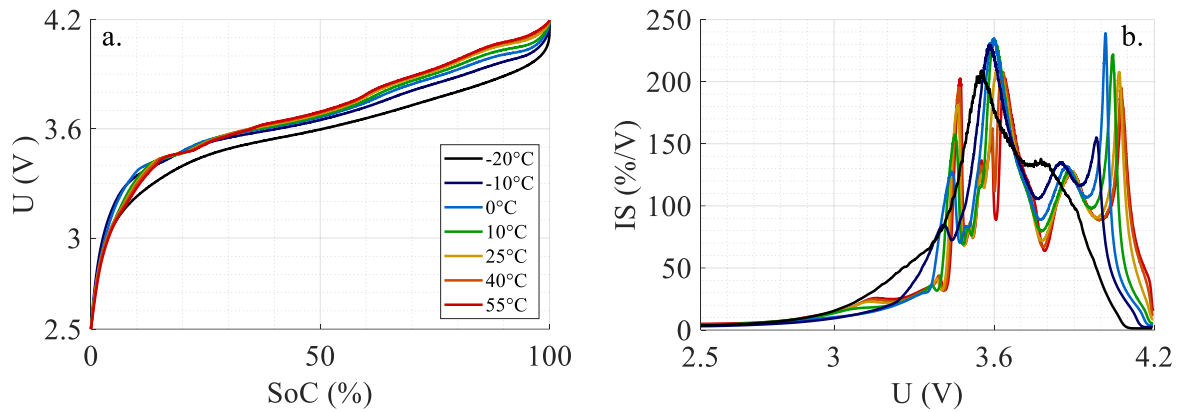 a.
U (V )
4.2
3.6
3
2.5
-20°C
-10°C
0°C
10°C
25°C
40°C
55°C
0
50
100
SoC (%)
b.
IS (%/V)
250
200
150
100
50
0
2.5
3
3.6
4.2
U (V)